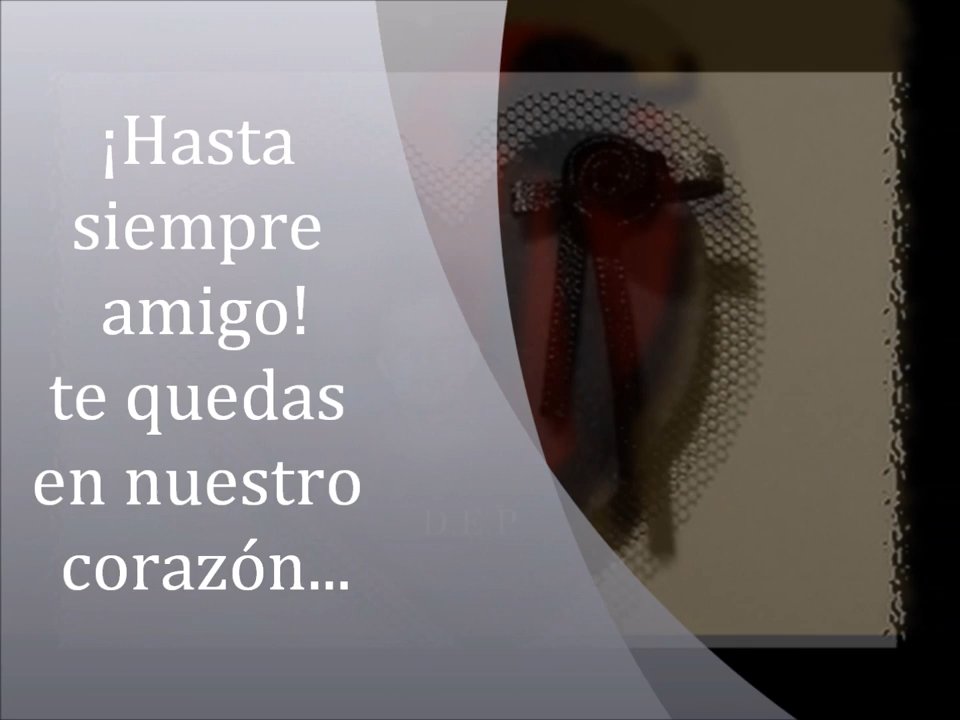 ¡Hasta
siempre
amigo!
te quedas
en nuestro
corazón...
D E P